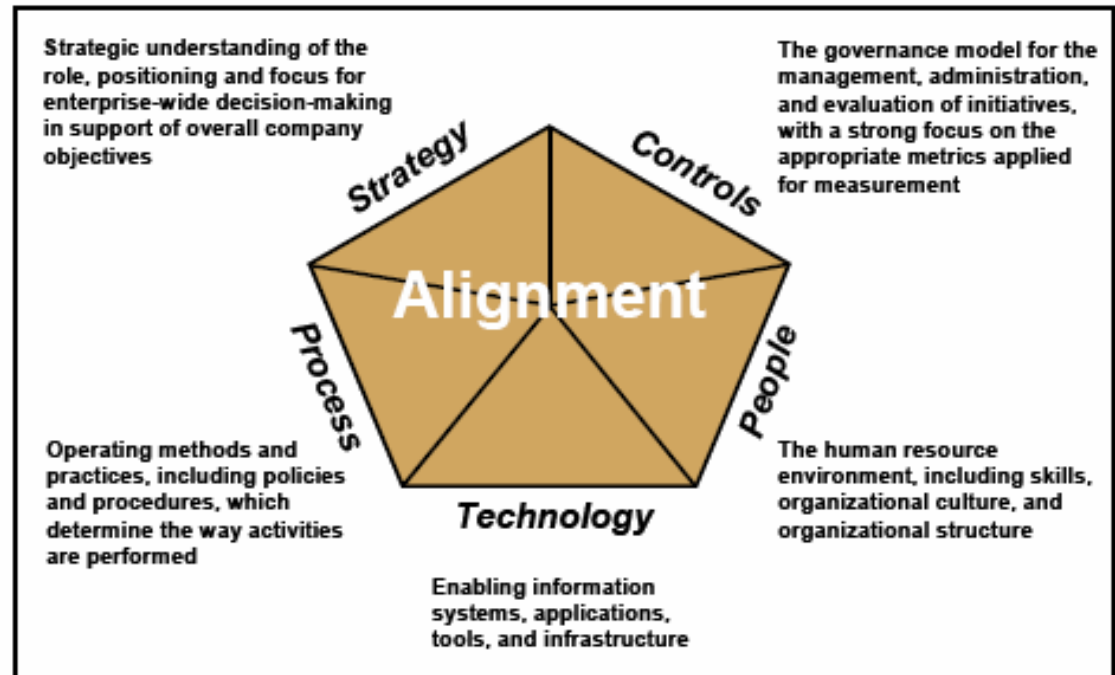 Strategic understanding of the
role, positioning and focus for
enterprise-wide decision-making
in support of overall company
objectives
The governance model for the
management, administration,
and evaluation of initiatives,
with a strong focus on the
appropriate metrics applied
for measurement
Strategy
Controls
Alignment
Process
People
Operating methods and
practices, including policies
and procedures, which
determine the way activities
are performed
The human resource
environment, including skills,
organizational culture, and
organizational structure
Technology
Enabling information
systems, applications,
tools, and infrastructure